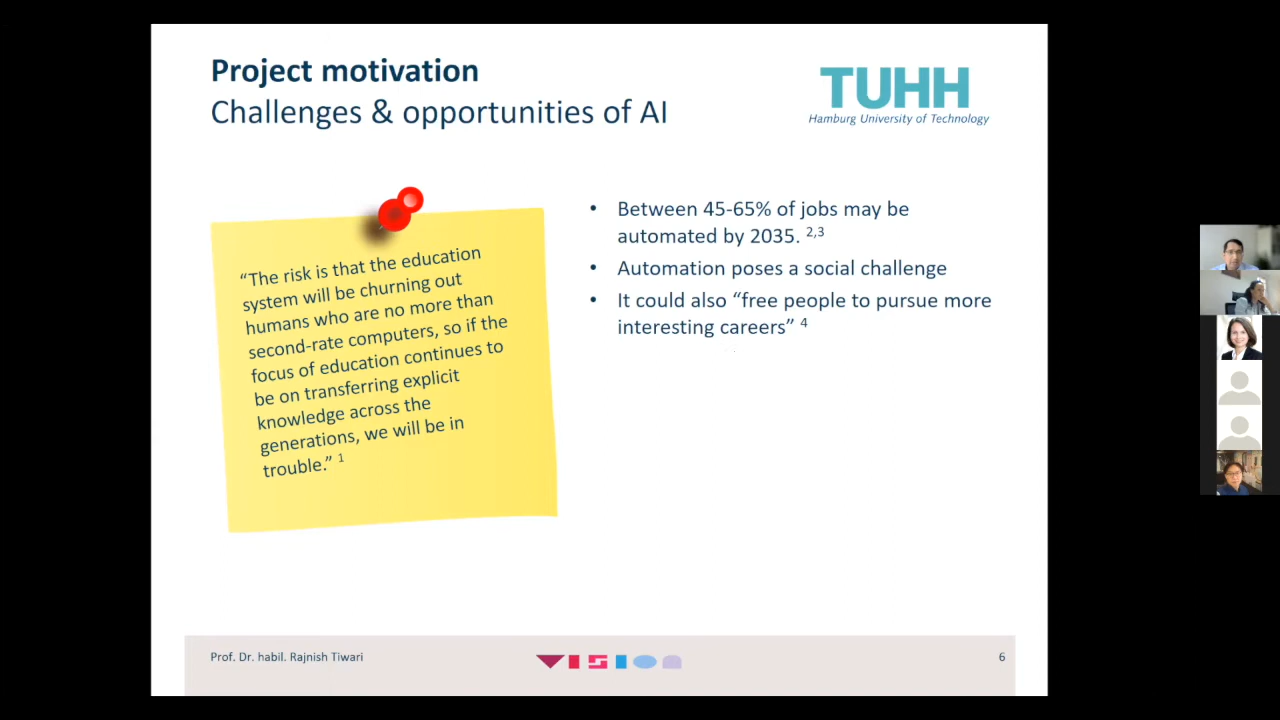 Project motivation
Challenges & opportunities of AI
TUHH
Hamburg University of Technology
“The risk is that the education
system will be churning out
humans who are no more than
second-rate computers, so if the
focus of education continues to
be on transferring explicit
knowledge across the
generations, we will be in
trouble.” 1
• Between 45-65% of jobs may be
automated by 2035. 2,3
• Automation poses a social challenge
• It could also “free people to pursue more
interesting careers” 4
Prof. Dr. habil. Rajnish Tiwari
VISION
6